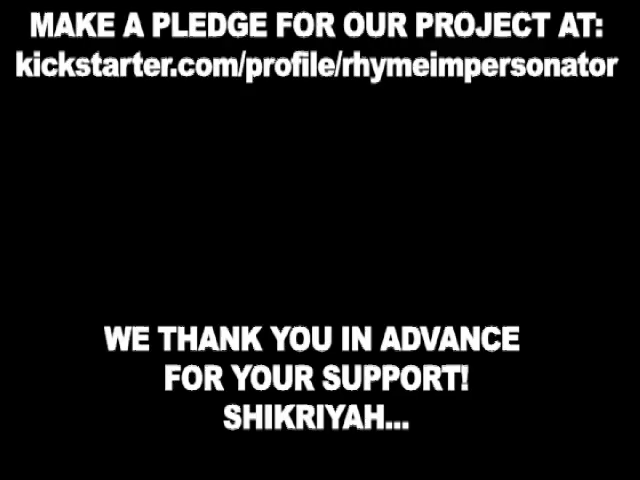 MAKE A PLEDGE FOR OUR PROJECT AT:
kickstarter.com/profile/rhymeimpersonator
WE THANK YOU IN ADVANCE
FOR YOUR SUPPORT!
SHIKRIYAH...